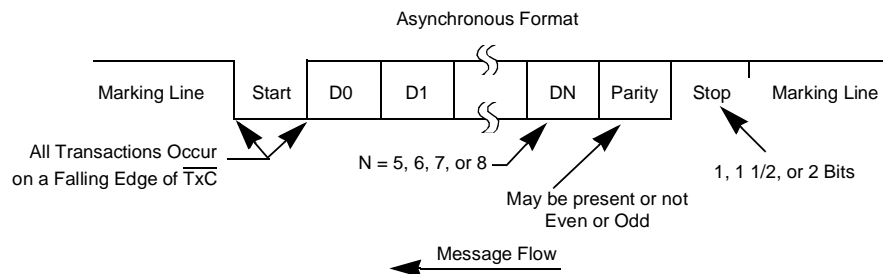 Asynchronous Format
Marking Line Start D0 D1 DN Parity Stop Marking Line
All Transactions Occur
on a Falling Edge of T̅x̅C̅
N = 5, 6, 7, or 8
May be present or not
Even or Odd
1, 1 1/2, or 2 Bits
Message Flow